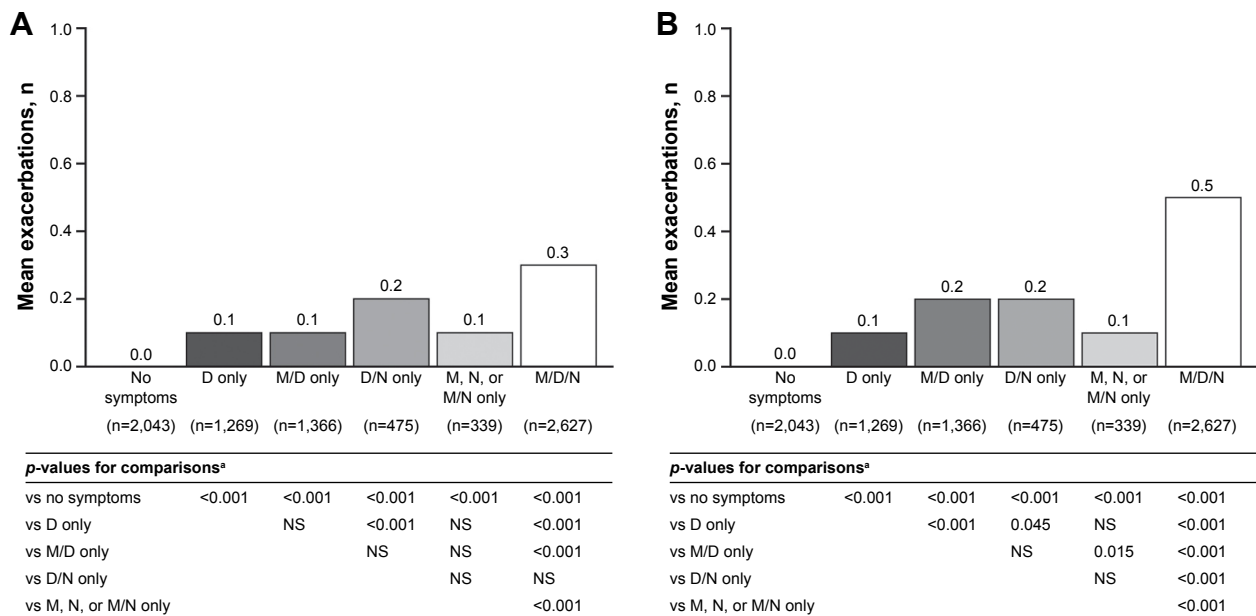 A
Mean exacerbations, n
1.0
0.8
0.6
0.4
0.2
0.0
0.0
0.1
0.1
0.2
0.1
0.3
No symptoms
D only
M/D only
D/N only
M, N, or M/N only
M/D/N
(n=2,043) (n=1,269) (n=1,366) (n=475) (n=339) (n=2,627)
p-values for comparisonsᵃ
vs no symptoms <0.001 <0.001 <0.001 <0.001 <0.001
vs D only NS <0.001 NS <0.001
vs M/D only NS NS <0.001
vs D/N only NS NS
vs M, N, or M/N only <0.001
B
Mean exacerbations, n
1.0
0.8
0.6
0.4
0.2
0.0
0.0
0.1
0.2
0.2
0.1
0.5
No symptoms
D only
M/D only
D/N only
M, N, or M/N only
M/D/N
(n=2,043) (n=1,269) (n=1,366) (n=475) (n=339) (n=2,627)
p-values for comparisonsᵃ
vs no symptoms <0.001 <0.001 <0.001 <0.001 <0.001
vs D only <0.001 0.045 NS <0.001
vs M/D only NS 0.015 <0.001
vs D/N only NS <0.001
vs M, N, or M/N only <0.001